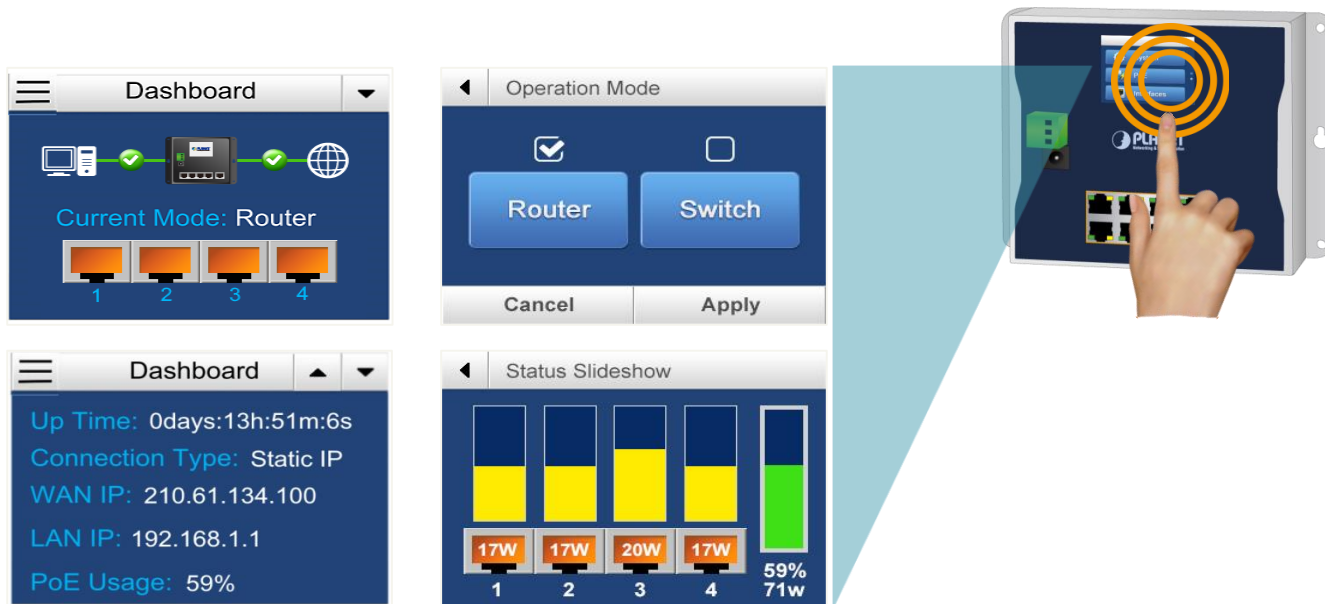 Dashboard
Current Mode: Router
1 2 3 4
Operation Mode
Router Switch
Cancel Apply
Dashboard
Up Time: 0days:13h:51m:6s
Connection Type: Static IP
WAN IP: 210.61.134.100
LAN IP: 192.168.1.1
PoE Usage: 59%
Status Slideshow
17W 17W 20W 17W
1 2 3 4
59%
71w